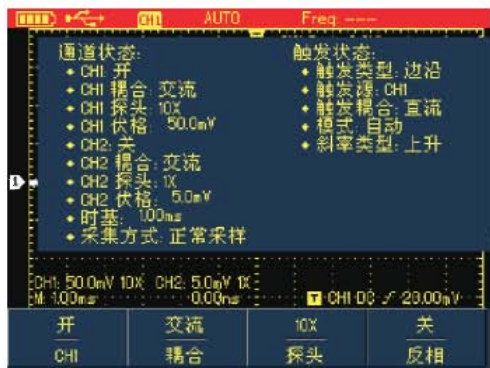 CH1 AUTO Freq: ----
通道状态:
◆ CH1: 开
◆ CH1 耦合: 交流
◆ CH1 探头: 10X
◆ CH1 伏格: 50.0mV
◆ CH2: 关
◆ CH2 耦合: 交流
◆ CH2 探头: 1X
◆ CH2 伏格: 5.0mV
◆ 时基: 1.00ms
◆ 采集方式: 正常采样
触发状态:
◆ 触发类型: 边沿
◆ 触发源: CH1
◆ 触发耦合: 直流
◆ 模式: 自动
◆ 斜率类型: 上升
1
CH1: 50.0mV 10X CH2: 5.0mV 1X
M: 1.00ms 0.00ns T CH1 DC 28.00mV
开 交流 10X 关
CH1 耦合 探头 反相